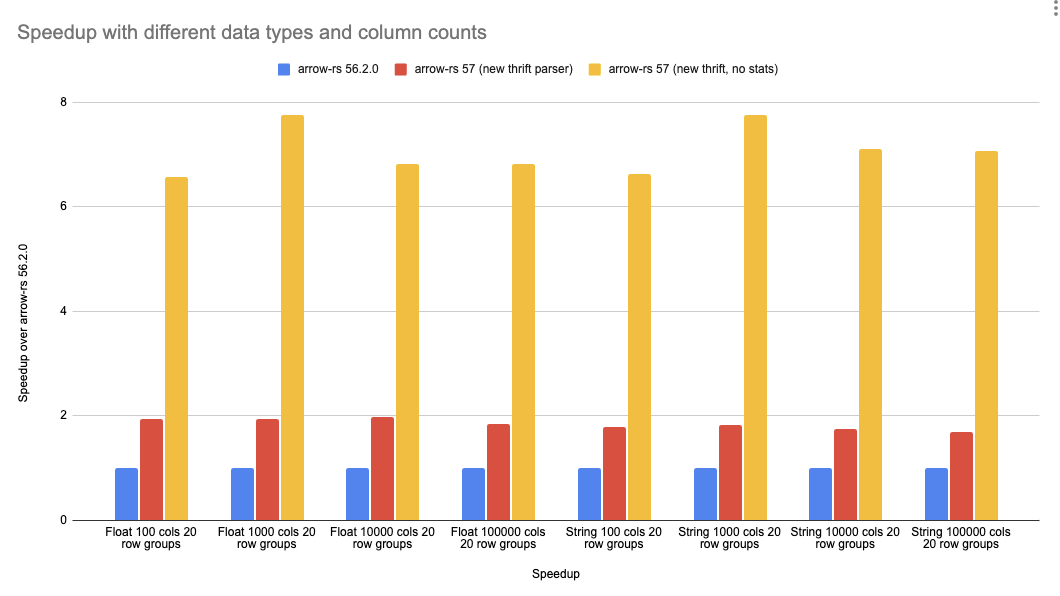 Speedup with different data types and column counts
arrow-rs 56.2.0
arrow-rs 57 (new thrift parser)
arrow-rs 57 (new thrift, no stats)
Speedup over arrow-rs 56.2.0
8
6
4
2
0
Float 100 cols 20
row groups
Float 1000 cols 20
row groups
Float 10000 cols 20
row groups
Float 100000 cols
20 row groups
String 100 cols 20
row groups
String 1000 cols 20
row groups
String 10000 cols 20
row groups
String 100000 cols
20 row groups
Speedup